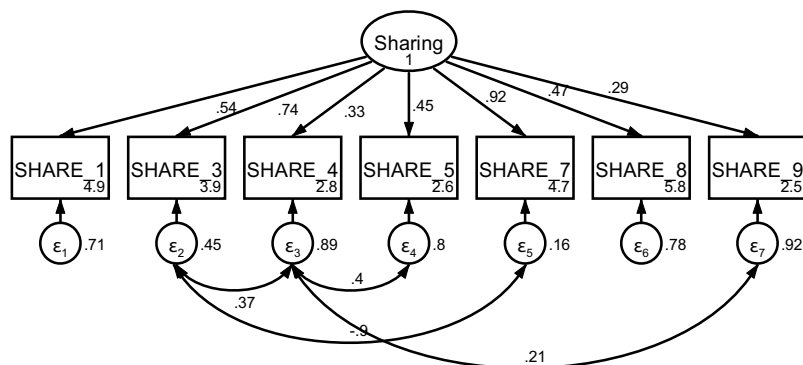 Sharing
1
.54 .74 .33 .45 .92 .47 .29
SHARE_1 SHARE_3 SHARE_4 SHARE_5 SHARE_7 SHARE_8 SHARE_9
4.9 3.9 2.8 2.6 4.7 5.8 2.5
ε1 .71 ε2 .45 ε3 .89 ε4 .8 ε5 .16 ε6 .78 ε7 .92
.37 .4
-.9 .21